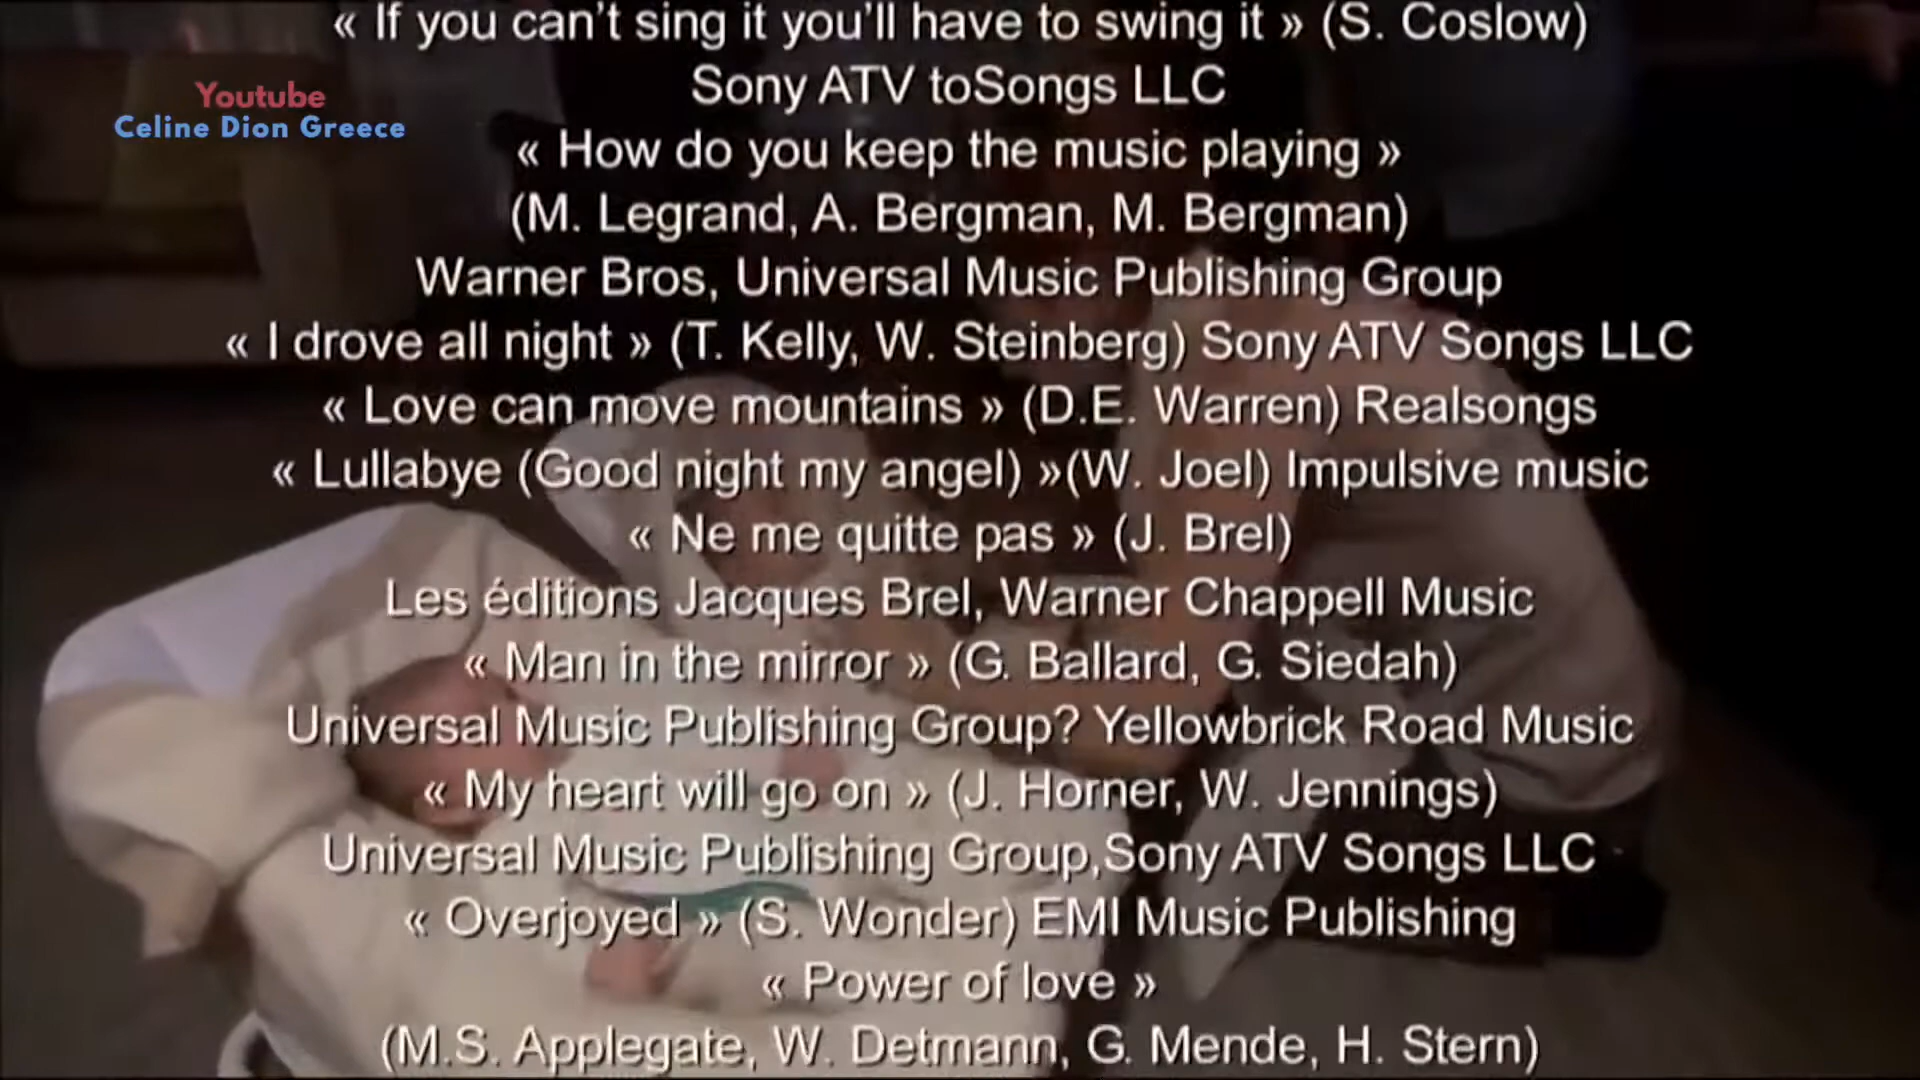 « If you can't sing it you'll have to swing it » (S. Coslow)
Sony ATV toSongs LLC
Youtube
Celine Dion Greece
« How do you keep the music playing »
(M. Legrand, A. Bergman, M. Bergman)
Warner Bros, Universal Music Publishing Group
« I drove all night » (T. Kelly, W. Steinberg) Sony ATV Songs LLC
« Love can move mountains » (D.E. Warren) Realsongs
« Lullabye (Good night my angel) »(W. Joel) Impulsive music
« Ne me quitte pas » (J. Brel)
Les éditions Jacques Brel, Warner Chappell Music
« Man in the mirror » (G. Ballard, G. Siedah)
Universal Music Publishing Group? Yellowbrick Road Music
« My heart will go on » (J. Horner, W. Jennings)
Universal Music Publishing Group,Sony ATV Songs LLC
« Overjoyed » (S. Wonder) EMI Music Publishing
« Power of love »
(M.S. Applegate, W. Detmann, G. Mende, H. Stern)